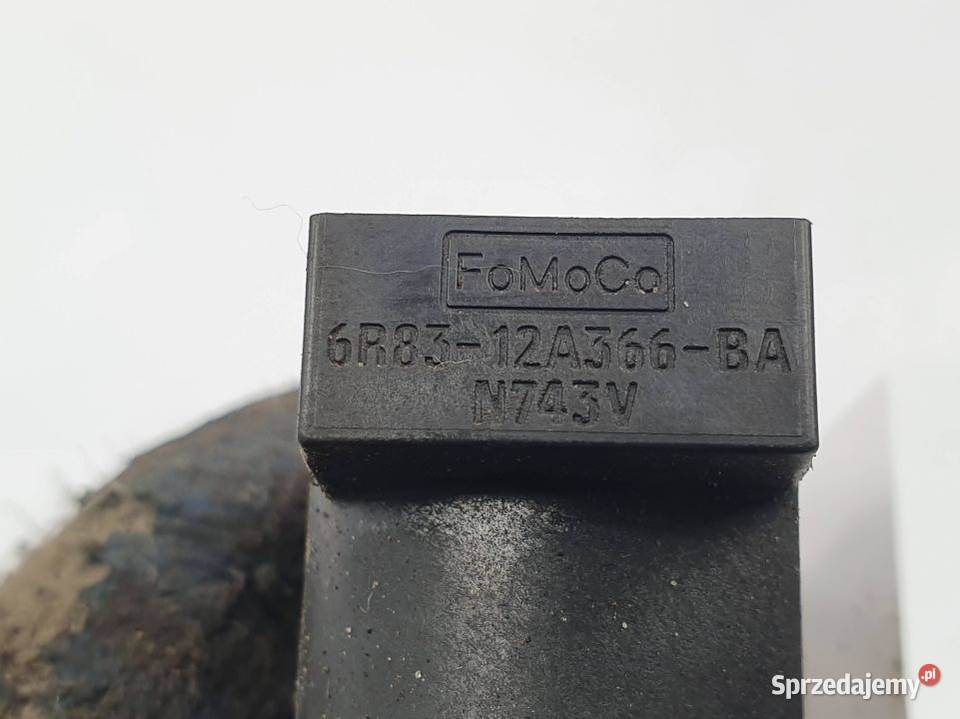 FoMoCo
6R83-12A366-BA
N743V
Sprzedajemy.pl